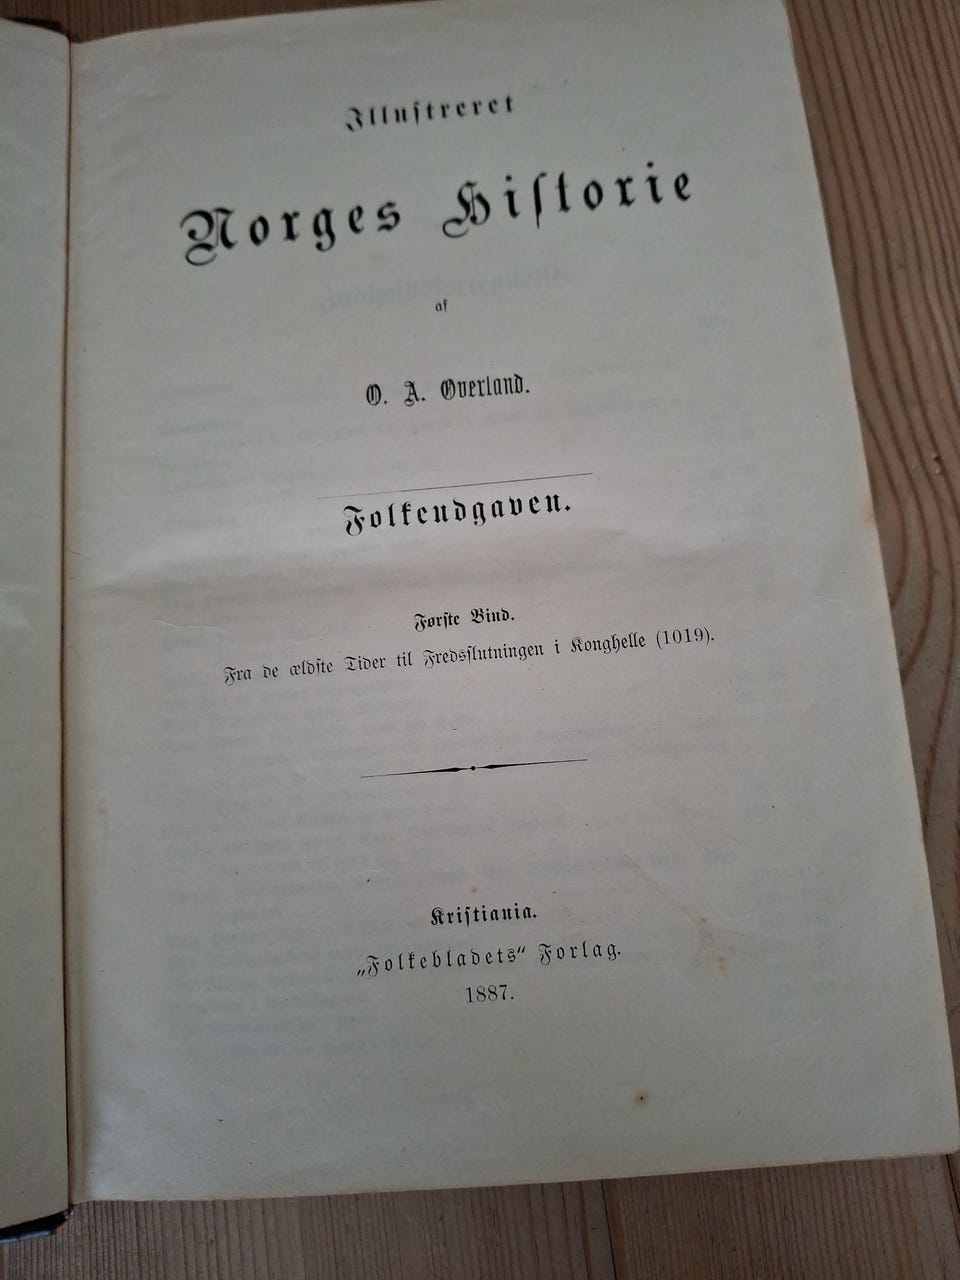 Illustreret
Norges Historie
af
O. A. Øverland.
Folkeudgaven.
Første Bind.
Fra de ældste Tider til Fredsslutningen i Konghelle (1019).
Kristiania.
„Folkebladets“ Forlag.
1887.